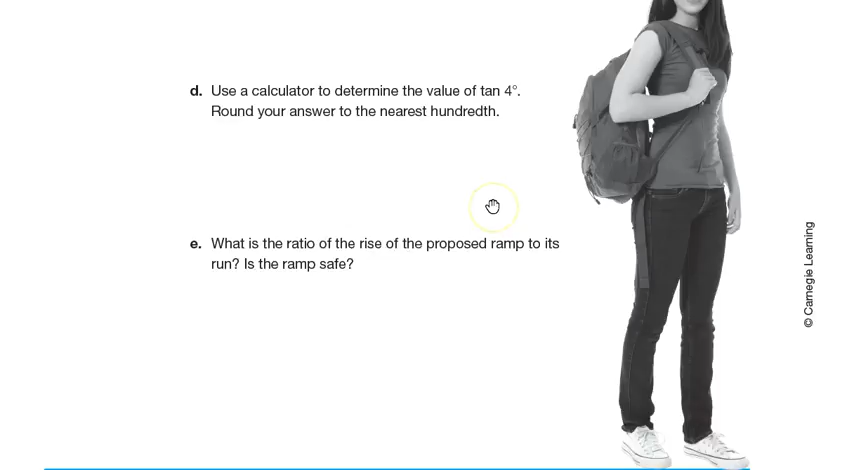 d. Use a calculator to determine the value of tan 4°.
Round your answer to the nearest hundredth.
e. What is the ratio of the rise of the proposed ramp to its
run? Is the ramp safe?
© Carnegie Learning